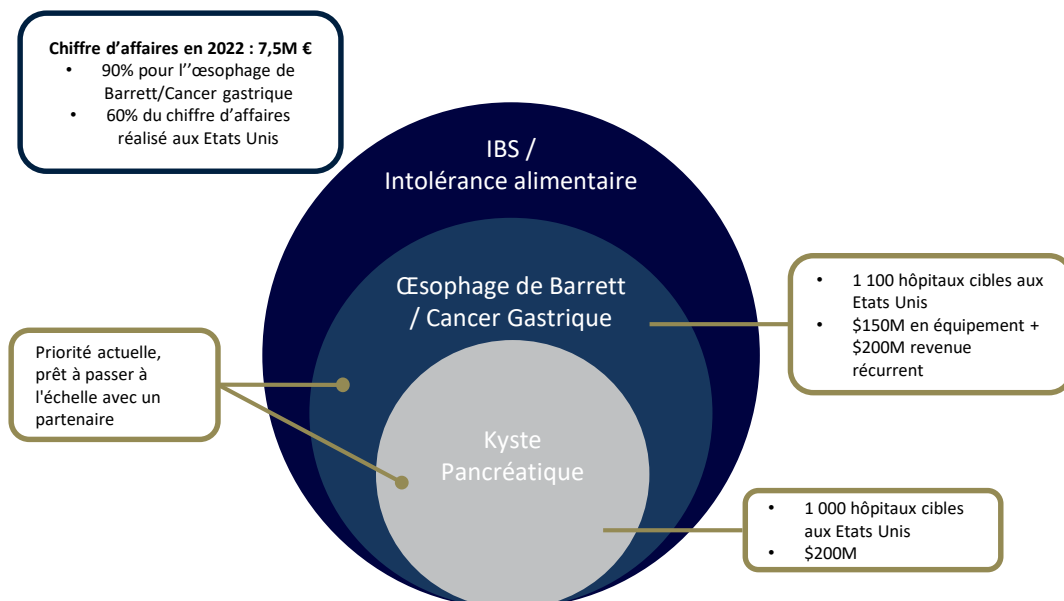 Chiffre d'affaires en 2022 : 7,5M €
• 90% pour l''œsophage de
Barrett/Cancer gastrique
• 60% du chiffre d'affaires
réalisé aux Etats Unis
IBS /
Intolérance alimentaire
Œsophage de Barrett
/ Cancer Gastrique
• 1 100 hôpitaux cibles aux
Etats Unis
• $150M en équipement +
$200M revenue
récurrent
Priorité actuelle,
prêt à passer à
l'échelle avec un
partenaire
Kyste
Pancréatique
• 1 000 hôpitaux cibles
aux Etats Unis
• $200M